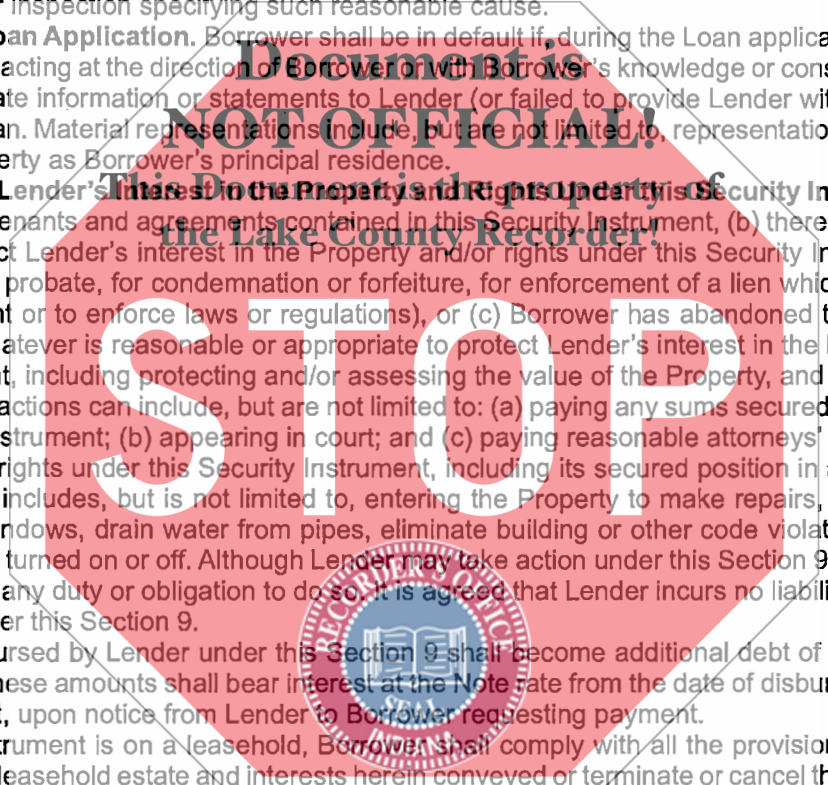 inspection specifying such reasonable cause.
oan Application. Borrower shall be in default if, during the Loan applica
acting at the direction of Borrower or with Borrower's knowledge or cons
ate information or statements to Lender (or failed to provide Lender wit
an. Material representations include, but are not limited to, representatio
erty as Borrower's principal residence.
Lender's Interest in the Property and Rights Under this Security In
enants and agreements contained in this Security Instrument, (b) there
ct Lender's interest in the Property and/or rights under this Security In
probate, for condemnation or forfeiture, for enforcement of a lien whic
nt or to enforce laws or regulations), or (c) Borrower has abandoned t
atever is reasonable or appropriate to protect Lender's interest in the
t, including protecting and/or assessing the value of the Property, and
actions can include, but are not limited to: (a) paying any sums secured
strument; (b) appearing in court; and (c) paying reasonable attorneys'
rights under this Security Instrument, including its secured position in
includes, but is not limited to, entering the Property to make repairs,
ndows, drain water from pipes, eliminate building or other code violat
turned on or off. Although Lender may take action under this Section 9
any duty or obligation to do so. It is agreed that Lender incurs no liabili
er this Section 9.
ursed by Lender under this Section 9 shall become additional debt of
nese amounts shall bear interest at the Note rate from the date of disbur
t, upon notice from Lender to Borrower requesting payment.
trument is on a leasehold, Borrower shall comply with all the provision
leasehold estate and interests herein conveyed or terminate or cancel th
Document is
NOT OFFICIAL!
This Document is the property of
the Lake County Recorder!
STOP
RECORDER'S OFFICE
SEAL
INDIANA